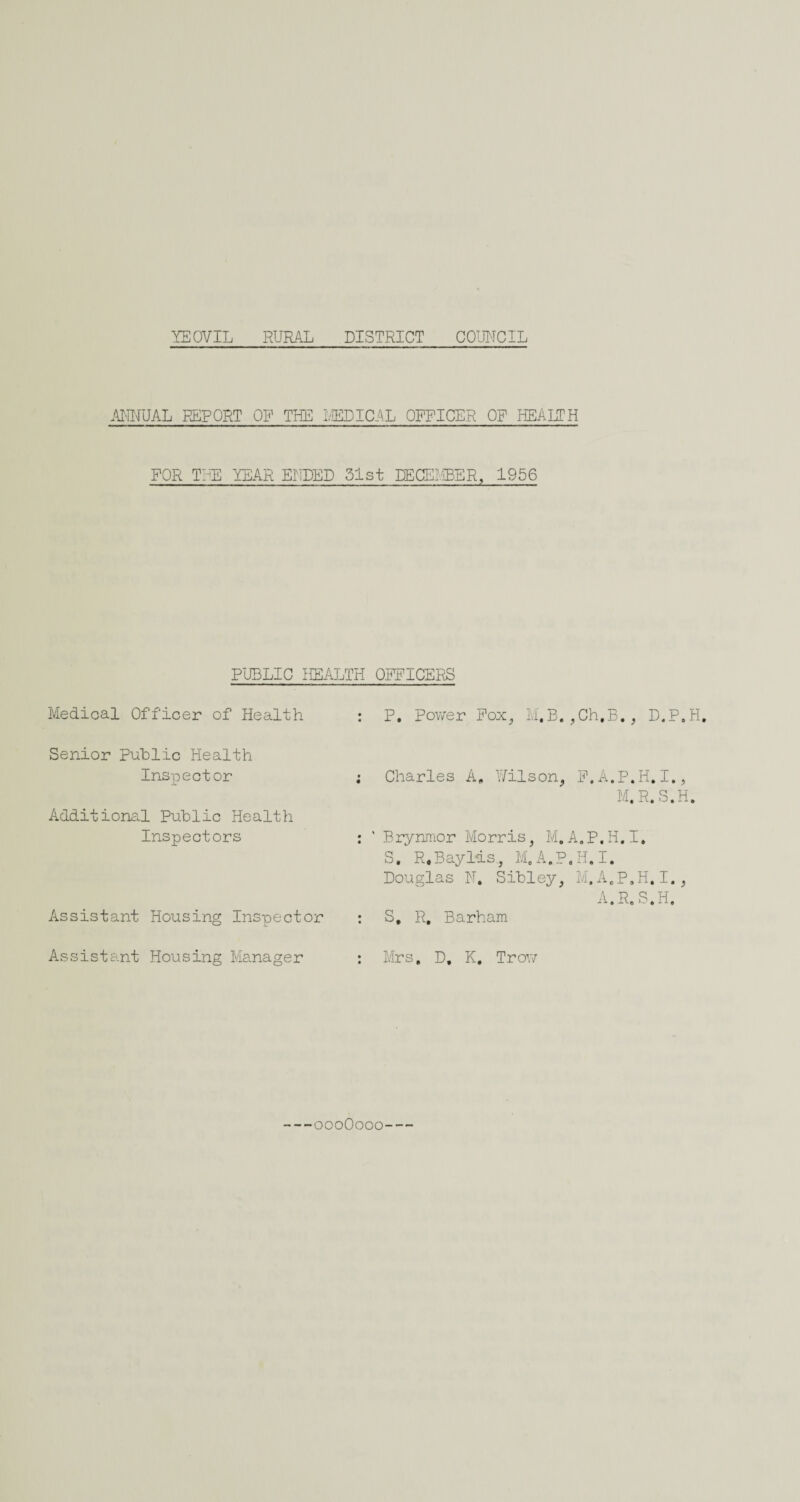 YEOVIL RURAL DISTRICT COUNCIL
ANNUAL REPORT OF THE MEDICAL OFFICER OF HEALTH
FOR THE YEAR ENDED 31st DECEMBER, 1956
PUBLIC HEALTH OFFICERS
Medical Officer of Health : P. Power Fox, M.B.,Ch.B., D.P.H.
Senior Public Health
Inspector : Charles A. Wilson, F.A.P.H.I.,
M.R.S.H.
Additional Public Health
Inspectors : ' Brynmor Morris, M.A.P.H.I.
S. R.Baylis, M.A.P.H.I.
Douglas N. Sibley, M.A.P.H.I.,
A.R.S.H.
Assistant Housing Inspector : S. R. Barham
Assistant Housing Manager : Mrs. D. K. Trow
---oooOooo---